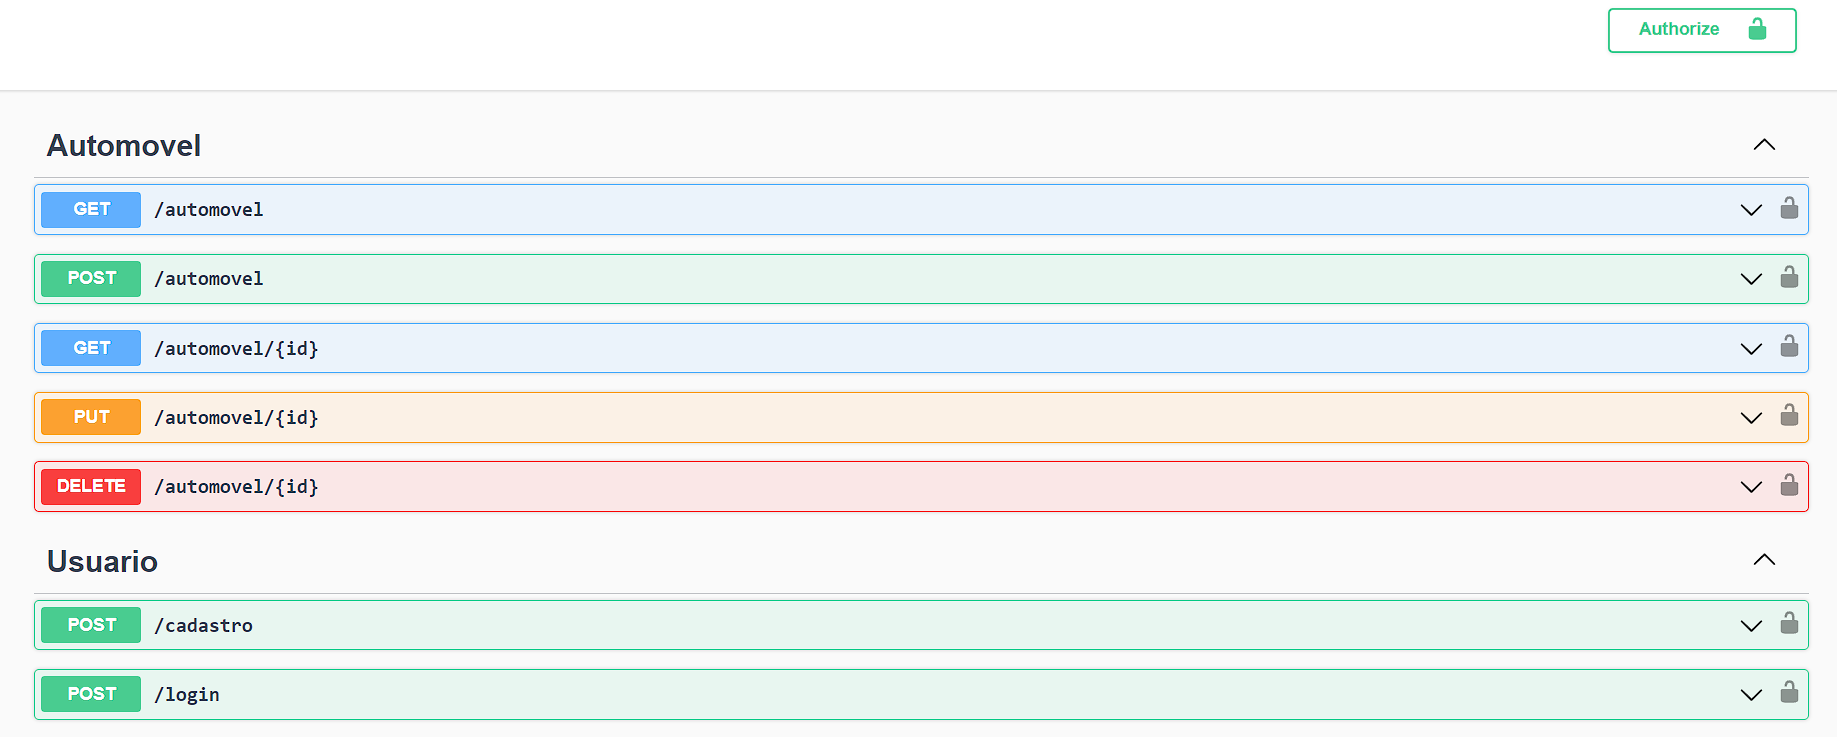 Authorize
Automovel
GET /automovel
POST /automovel
GET /automovel/{id}
PUT /automovel/{id}
DELETE /automovel/{id}
Usuario
POST /cadastro
POST /login